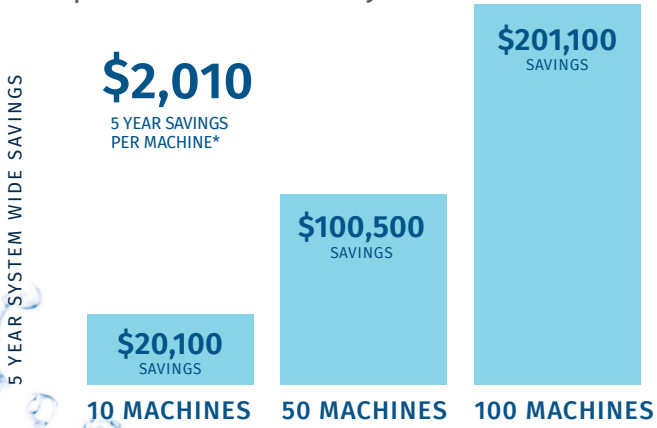 $2,010
5 YEAR SAVINGS
PER MACHINE*
$201,100
SAVINGS
$100,500
SAVINGS
$20,100
SAVINGS
5 YEAR SYSTEM WIDE SAVINGS
10 MACHINES
50 MACHINES
100 MACHINES